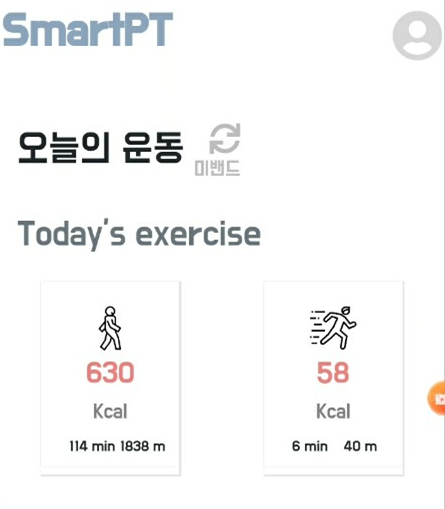 SmartPT
오늘의 운동
미밴드
Today's exercise
630
Kcal
114 min 1838 m
58
Kcal
6 min 40 m